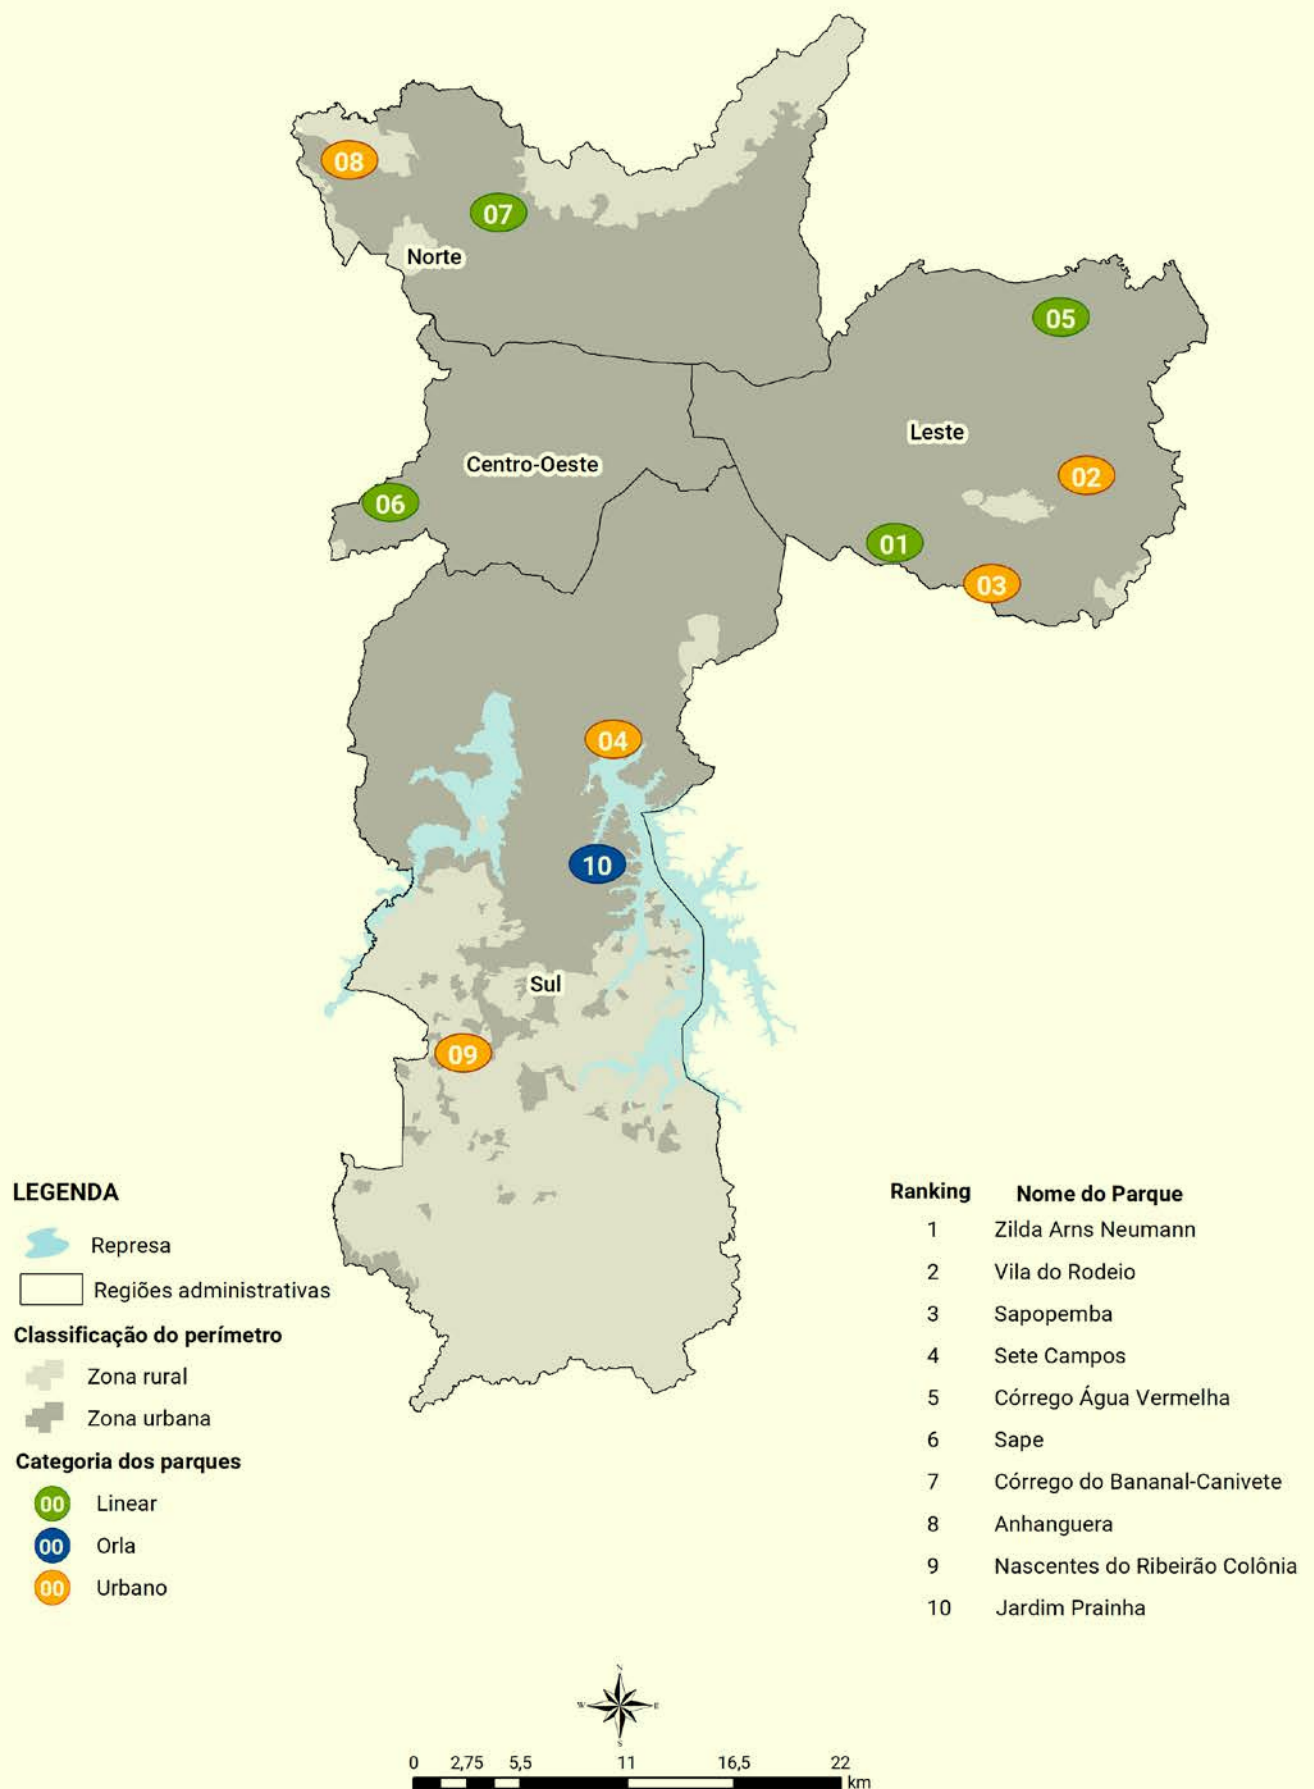 08
07
Norte
05
Leste
Centro-Oeste
02
06
01
03
04
10
Sul
09
LEGENDA
Represa
Regiões administrativas
Classificação do perímetro
Zona rural
Zona urbana
Categoria dos parques
00 Linear
00 Orla
00 Urbano
Ranking Nome do Parque
1 Zilda Arns Neumann
2 Vila do Rodeio
3 Sapopemba
4 Sete Campos
5 Córrego Água Vermelha
6 Sape
7 Córrego do Bananal-Canivete
8 Anhanguera
9 Nascentes do Ribeirão Colônia
10 Jardim Prainha
N
W E
S
0 2,75 5,5 11 16,5 22
km